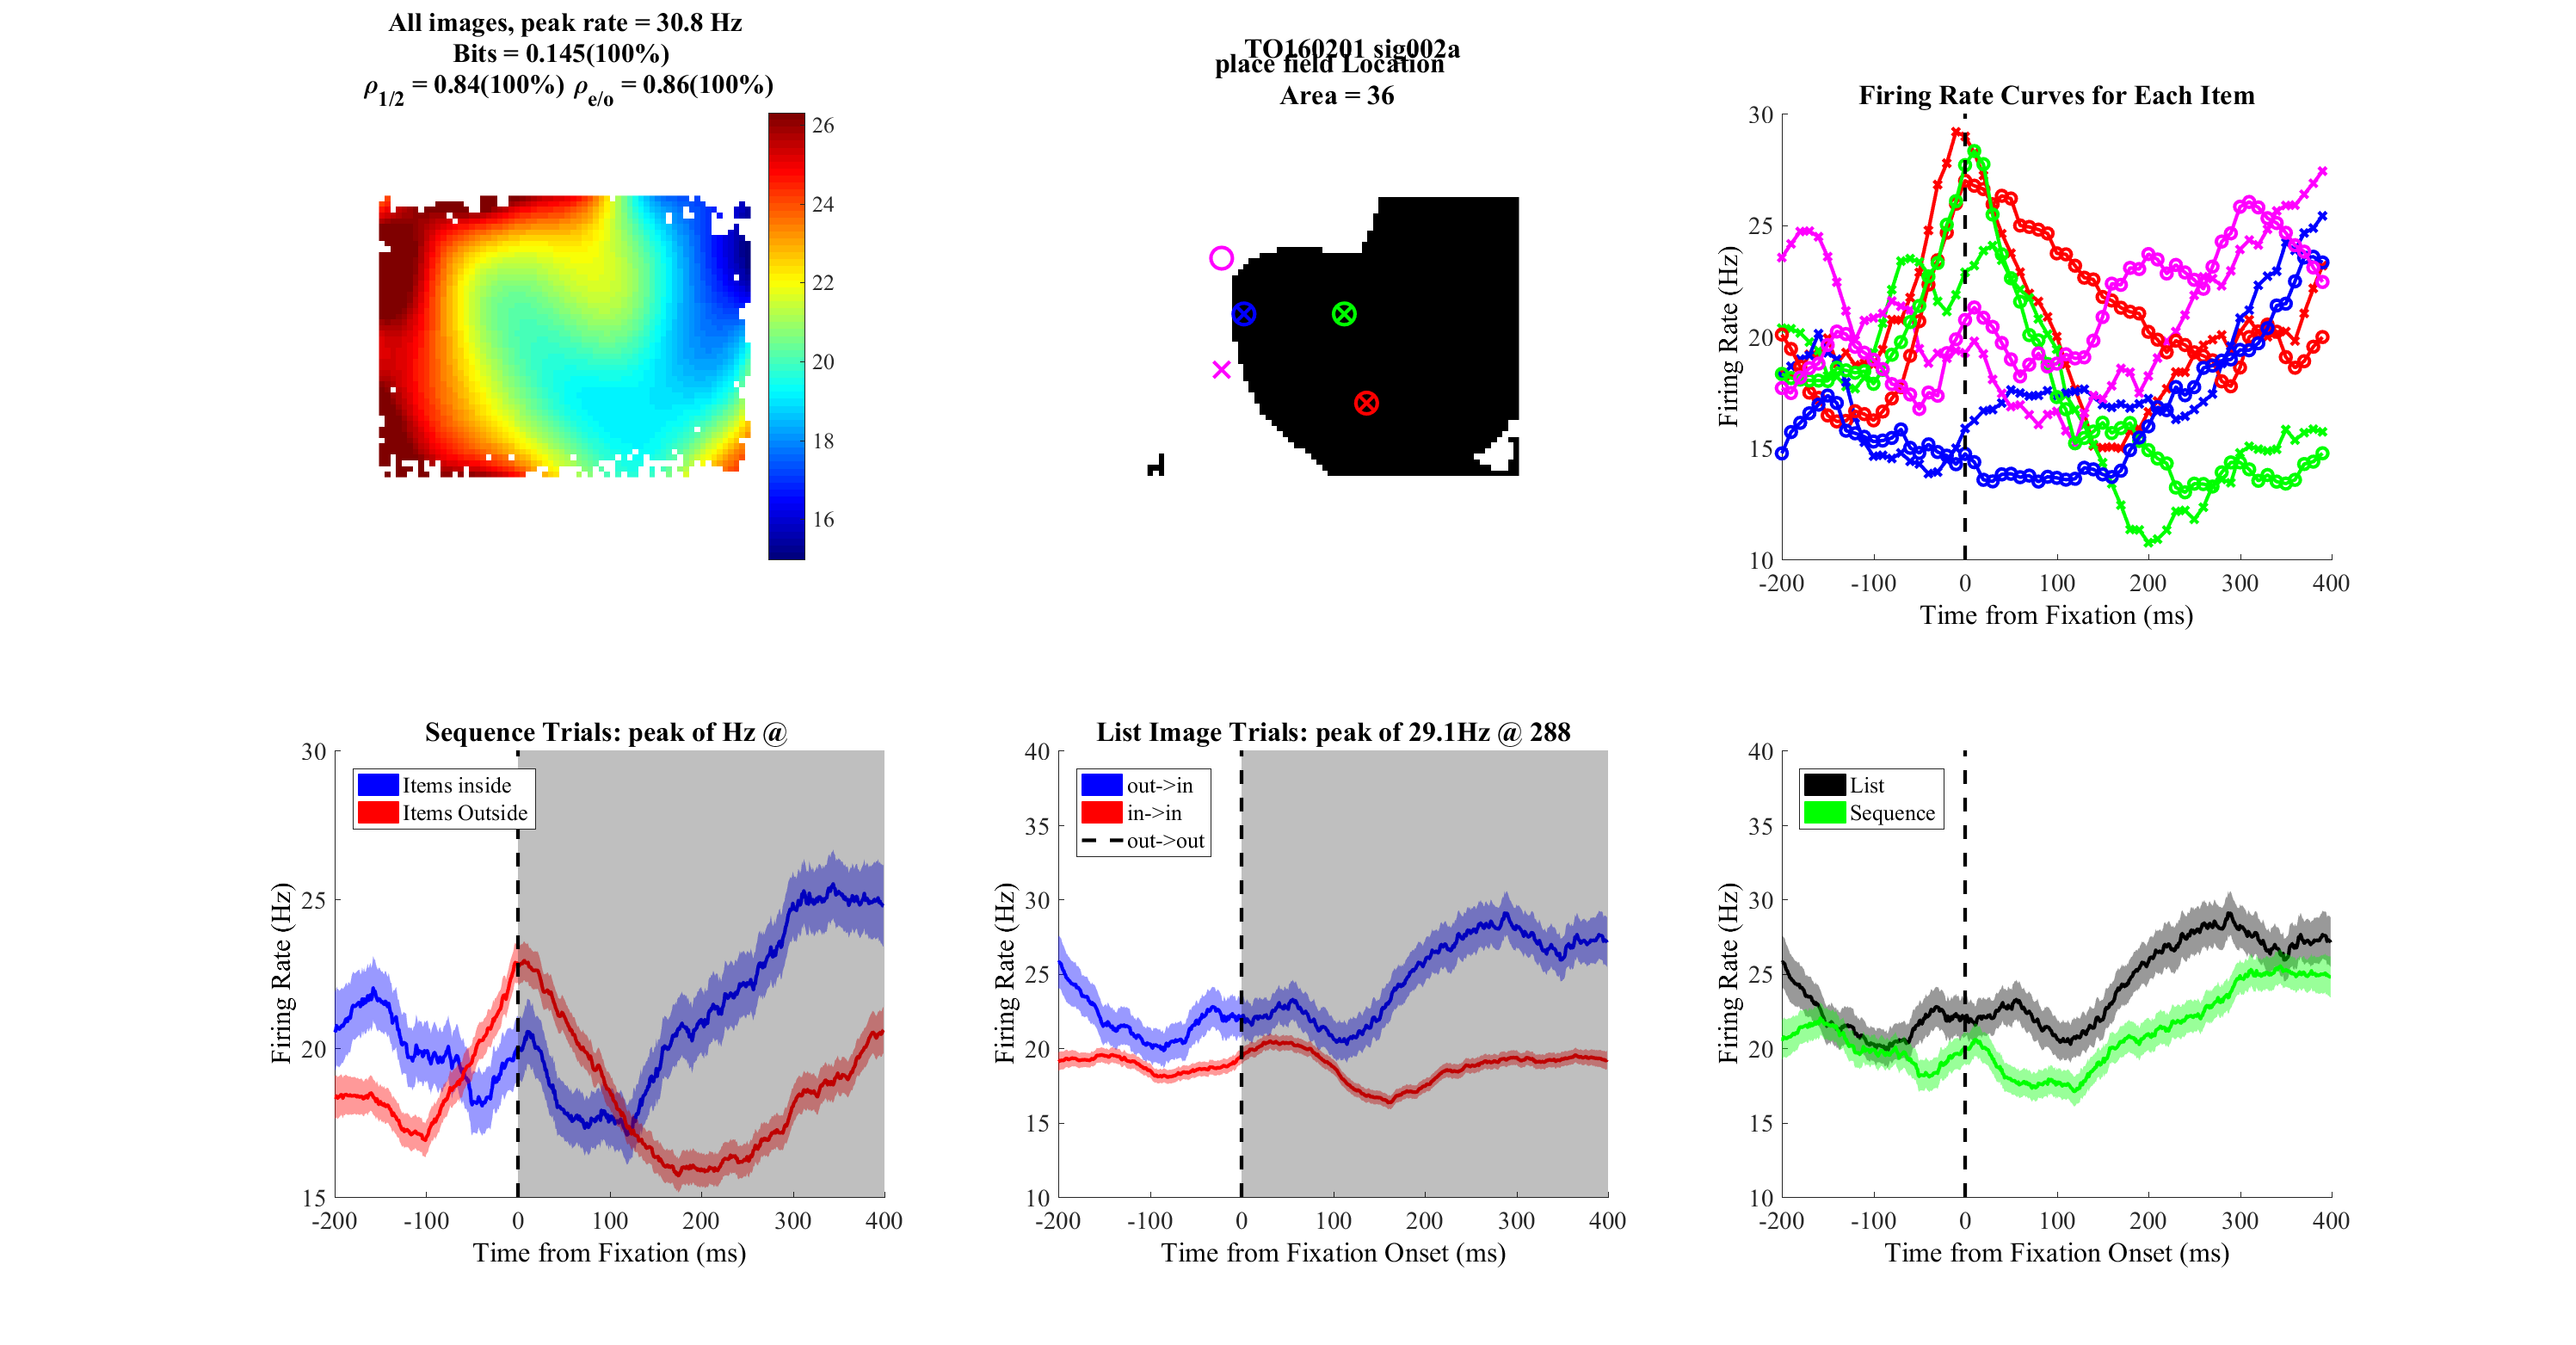 All images, peak rate = 30.8 Hz
Bits = 0.145(100%)
ρ1/2 = 0.84(100%) ρe/o = 0.86(100%)
26
24
22
20
18
16
TO160201 sig002a
place field Location
Area = 36
Firing Rate Curves for Each Item
Firing Rate (Hz)
30
25
20
15
10
-200 -100 0 100 200 300 400
Time from Fixation (ms)
Sequence Trials: peak of Hz @
Firing Rate (Hz)
30
25
20
15
Items inside
Items Outside
-200 -100 0 100 200 300 400
Time from Fixation (ms)
List Image Trials: peak of 29.1Hz @ 288
Firing Rate (Hz)
40
35
30
25
20
15
10
out->in
in->in
out->out
-200 -100 0 100 200 300 400
Time from Fixation Onset (ms)
Firing Rate (Hz)
40
35
30
25
20
15
10
List
Sequence
-200 -100 0 100 200 300 400
Time from Fixation Onset (ms)